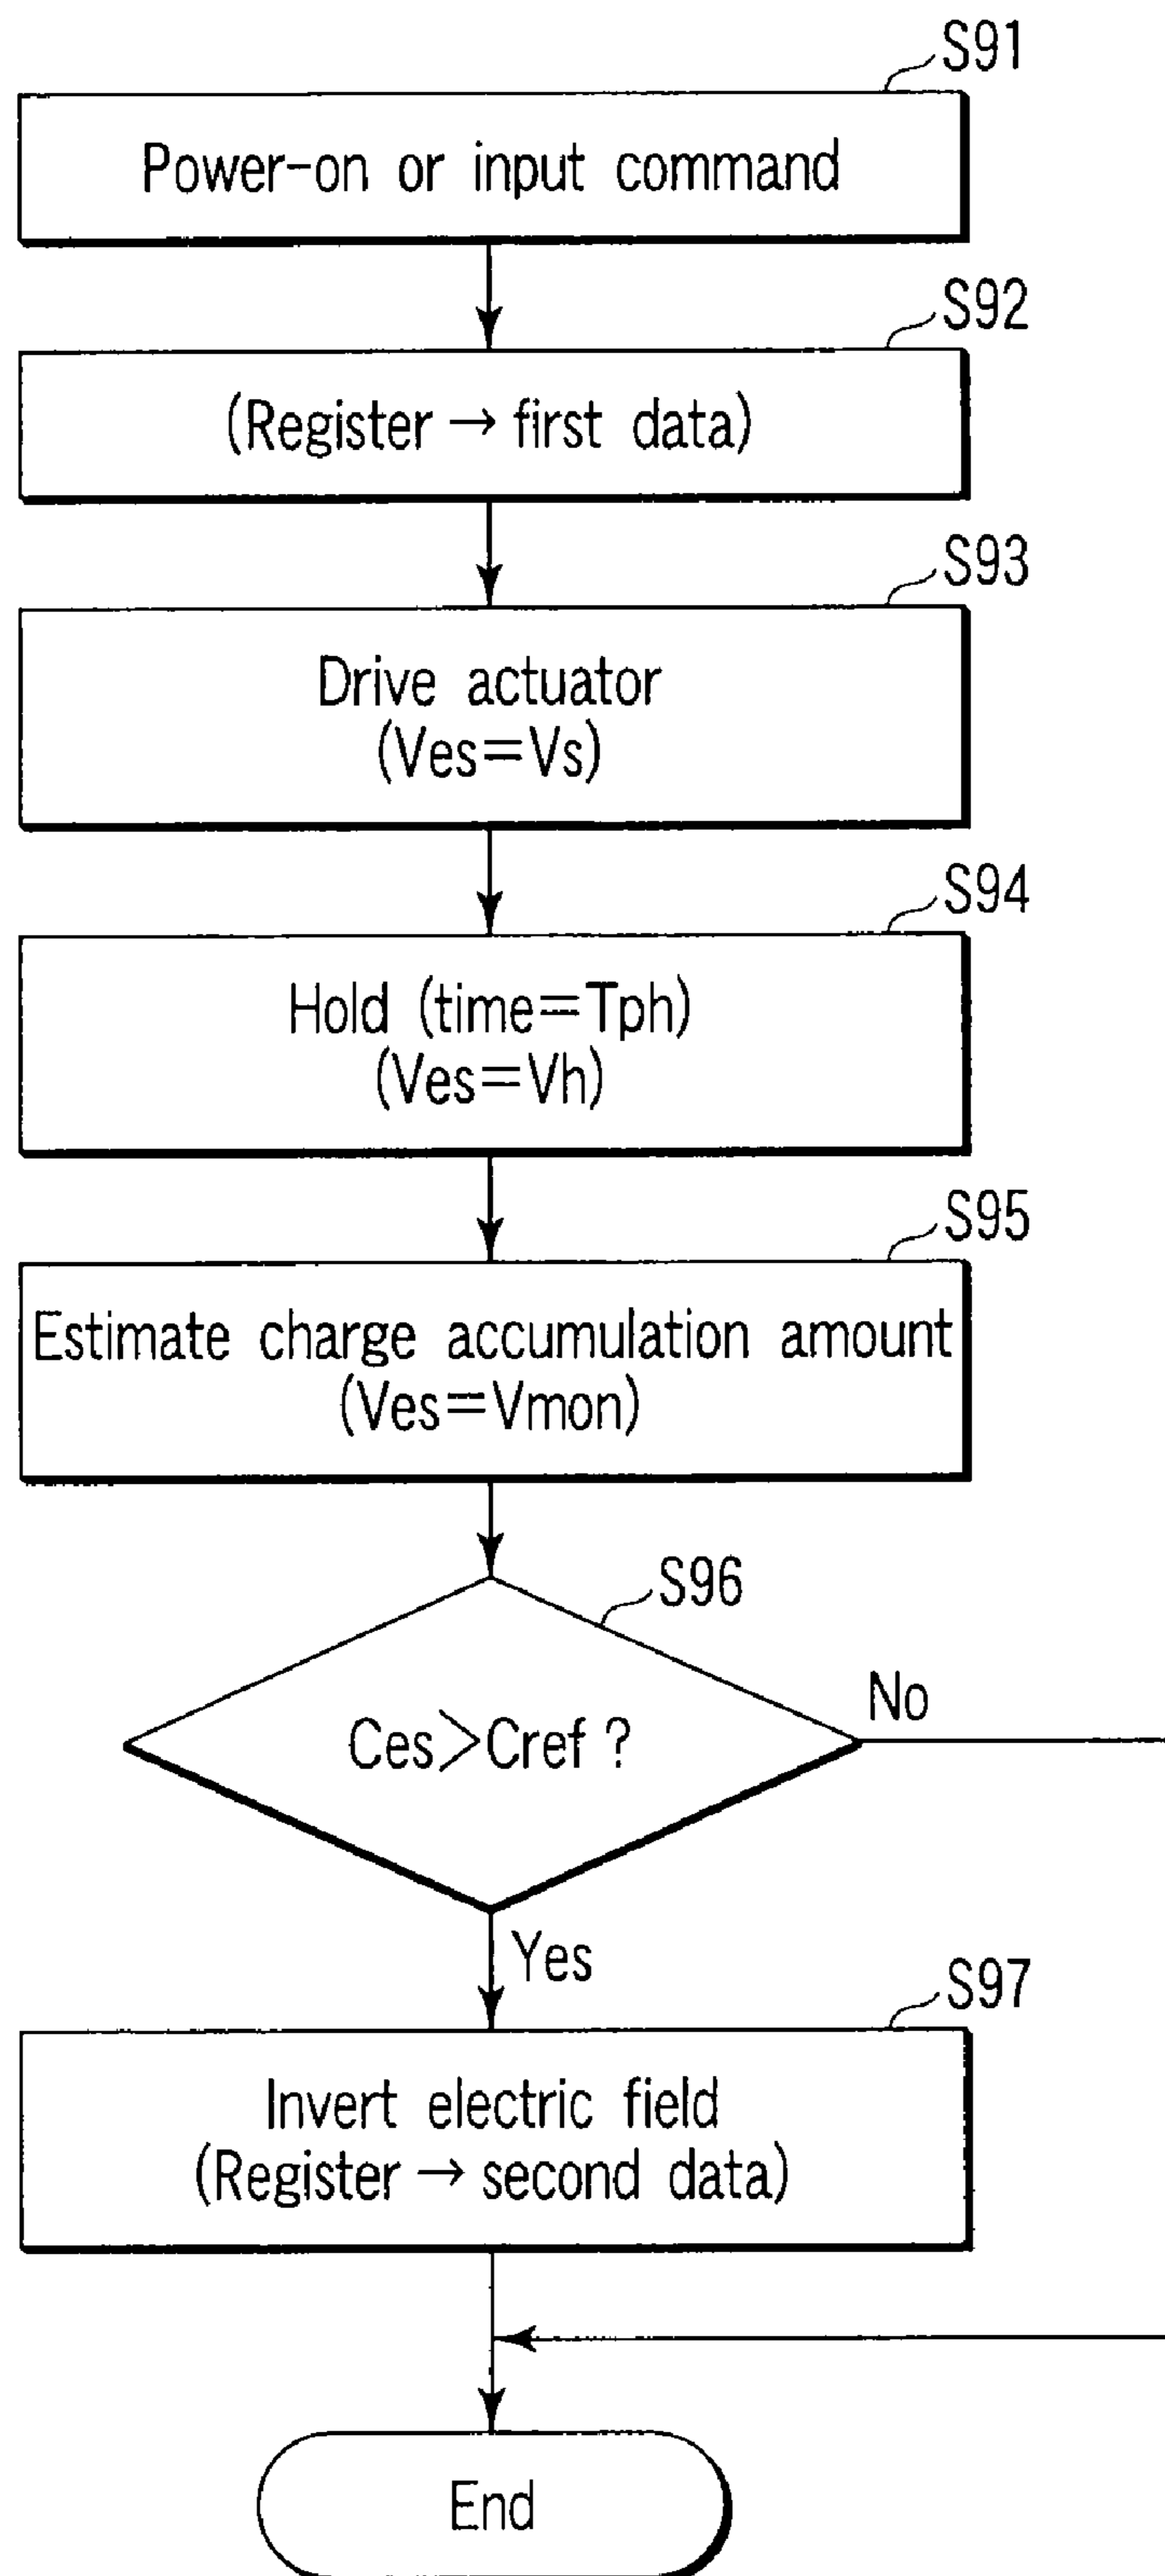 S91
Power-on or input command
S92
(Register → first data)
S93
Drive actuator
(Ves=Vs)
S94
Hold (time=Tph)
(Ves=Vh)
S95
Estimate charge accumulation amount
(Ves=Vmon)
S96
Ces>Cref ?
No
Yes
S97
Invert electric field
(Register → second data)
End